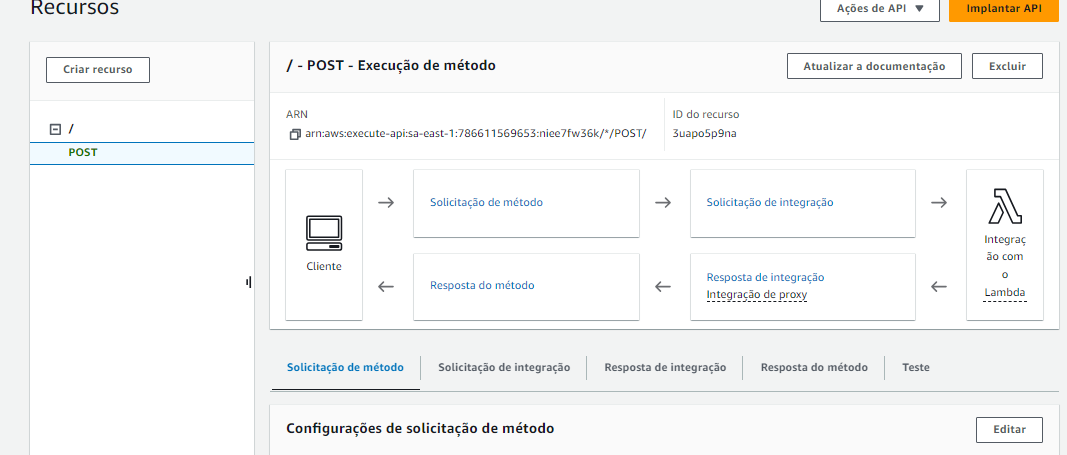 Recursos
Ações de API
Implantar API
Criar recurso
/
POST
/ - POST - Execução de método
Atualizar a documentação
Excluir
ARN
arn:aws:execute-api:sa-east-1:786611569653:niee7fw36k/*/POST/
ID do recurso
3uapo5p9na
Cliente
Solicitação de método
Solicitação de integração
Resposta do método
Resposta de integração
Integração de proxy
Integraç
ão com
o
Lambda
Solicitação de método
Solicitação de integração
Resposta de integração
Resposta do método
Teste
Configurações de solicitação de método
Editar